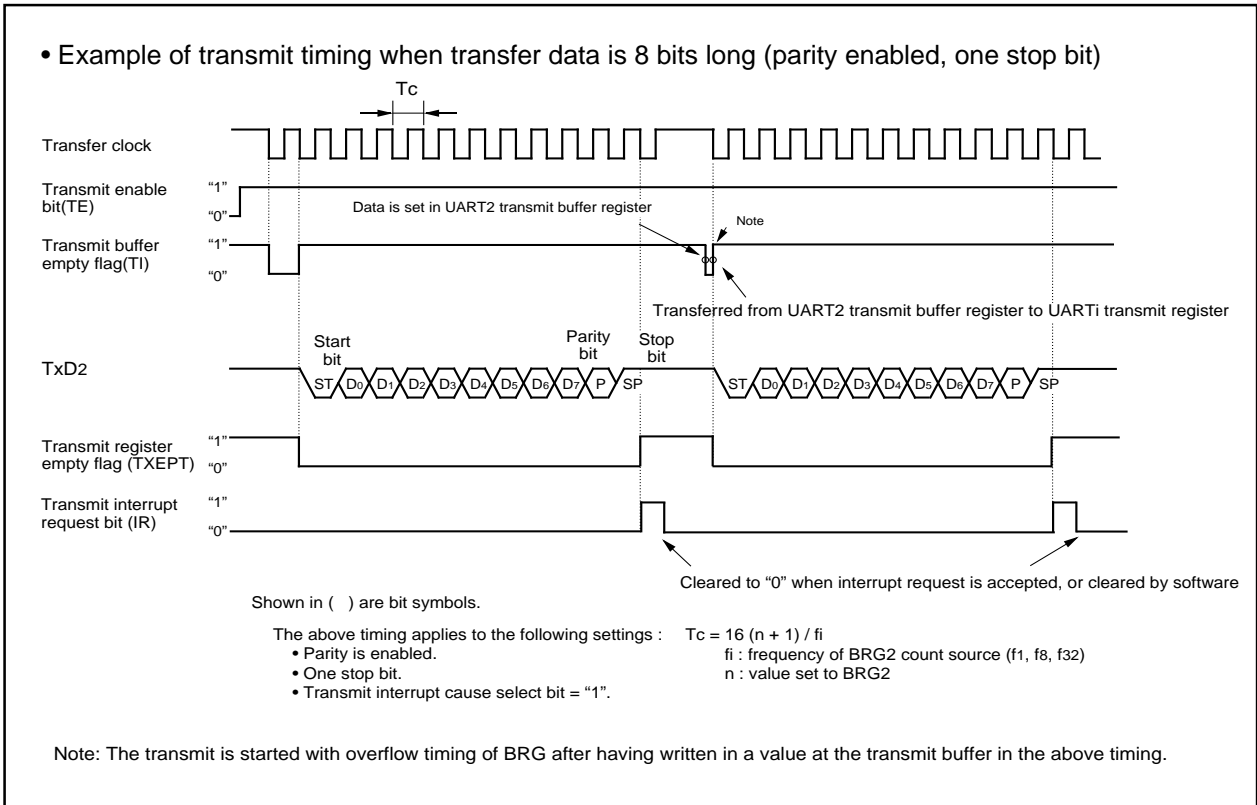 • Example of transmit timing when transfer data is 8 bits long (parity enabled, one stop bit)
Tc
Transfer clock
Transmit enable
bit(TE)
“1”
“0”
Data is set in UART2 transmit buffer register
Note
Transmit buffer
empty flag(TI)
“1”
“0”
Transferred from UART2 transmit buffer register to UARTi transmit register
Start
bit
Parity
bit
Stop
bit
TxD2
ST D0 D1 D2 D3 D4 D5 D6 D7 P SP
ST D0 D1 D2 D3 D4 D5 D6 D7 P SP
Transmit register
empty flag (TXEPT)
“1”
“0”
Transmit interrupt
request bit (IR)
“1”
“0”
Cleared to “0” when interrupt request is accepted, or cleared by software
Shown in ( ) are bit symbols.
The above timing applies to the following settings :
• Parity is enabled.
• One stop bit.
• Transmit interrupt cause select bit = “1”.
Tc = 16 (n + 1) / fi
fi : frequency of BRG2 count source (f1, f8, f32)
n : value set to BRG2
Note: The transmit is started with overflow timing of BRG after having written in a value at the transmit buffer in the above timing.